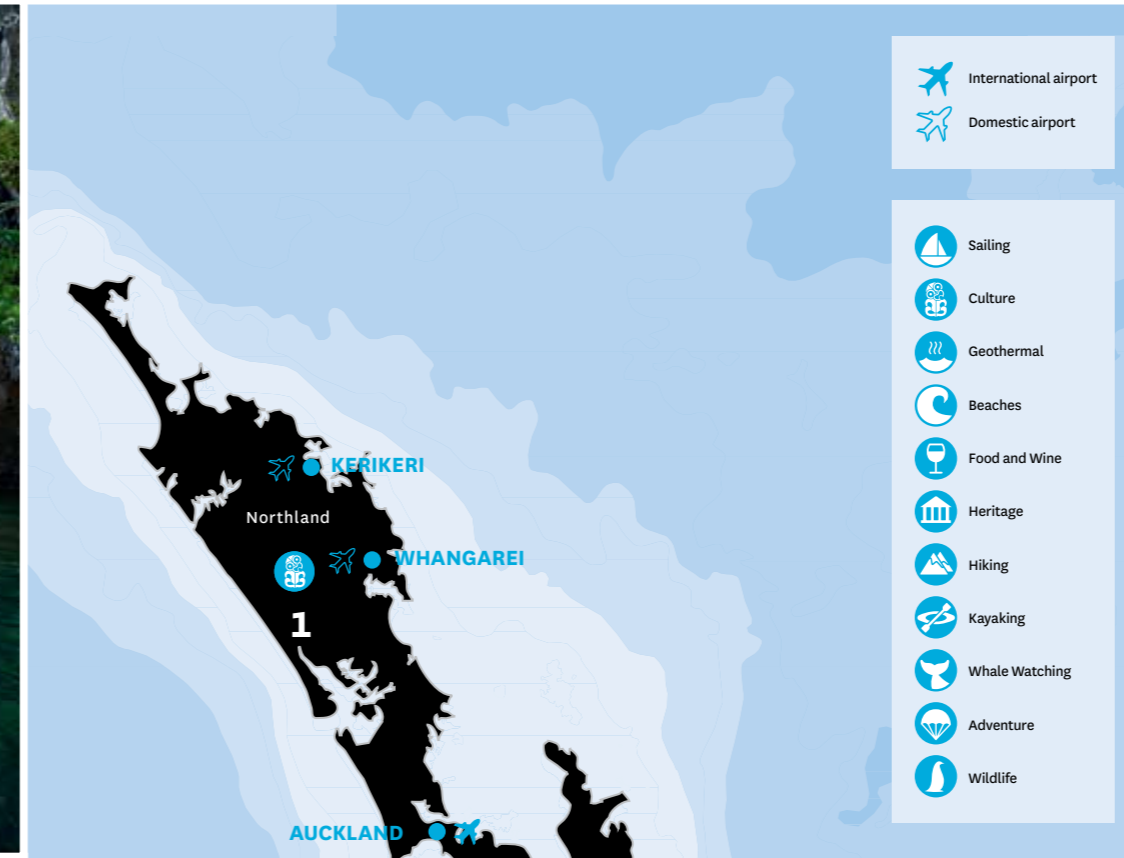 International airport
Domestic airport
Sailing
Culture
Geothermal
Beaches
Food and Wine
Heritage
Hiking
Kayaking
Whale Watching
Adventure
Wildlife
KERIKERI
Northland
WHANGAREI
1
AUCKLAND